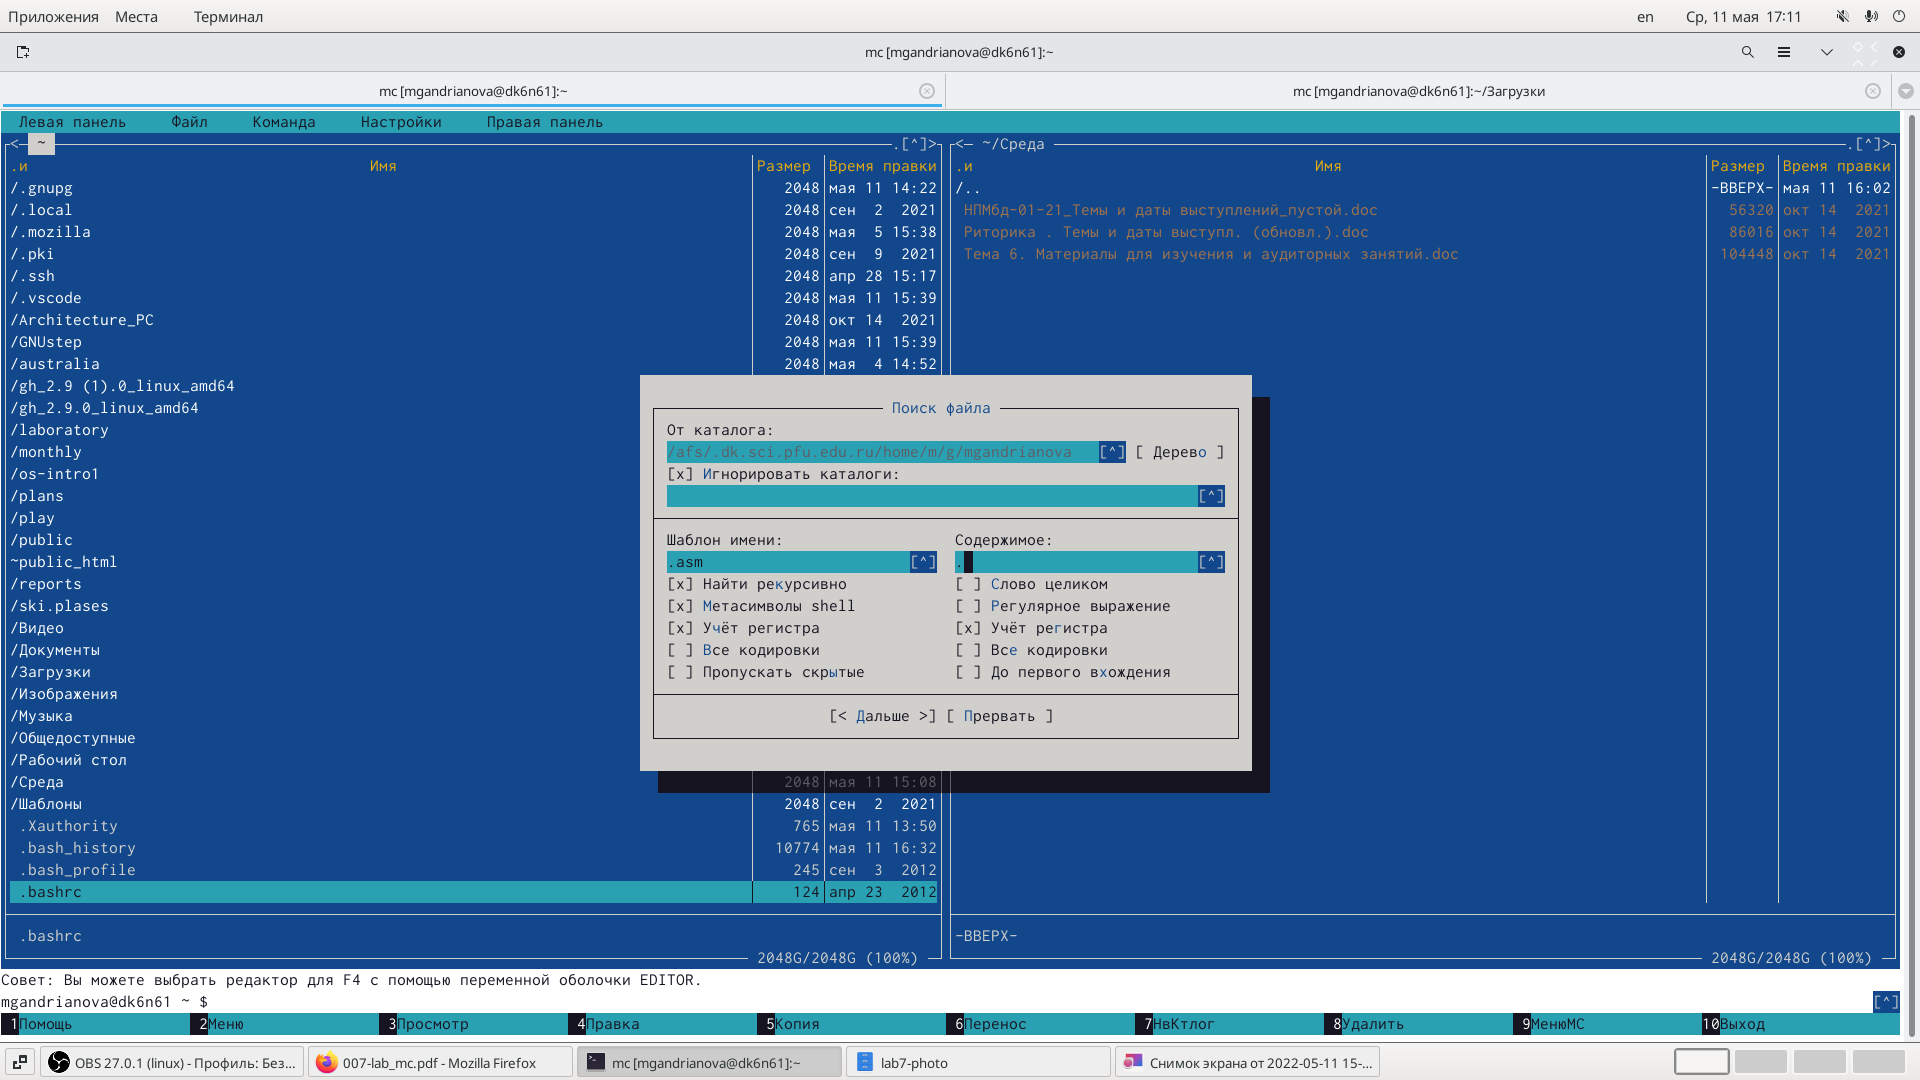 Приложения Места Терминал en Ср, 11 мая 17:11
mc [mgandrianova@dk6n61]:~
mc [mgandrianova@dk6n61]:~ mc [mgandrianova@dk6n61]:~/Загрузки
Левая панель Файл Команда Настройки Правая панель
<- ~ .[^]> <- ~/Среда .[^]>
.и Имя Размер Время правки .и Имя Размер Время правки
/.gnupg 2048 мая 11 14:22 /.. -ВВЕРХ- мая 11 16:02
/.local 2048 сен 2 2021 НПМбд-01-21_Темы и даты выступлений_пустой.doc 56320 окт 14 2021
/.mozilla 2048 мая 5 15:38 Риторика . Темы и даты выступл. (обновл.).doc 86016 окт 14 2021
/.pki 2048 сен 9 2021 Тема 6. Материалы для изучения и аудиторных занятий.doc 104448 окт 14 2021
/.ssh 2048 апр 28 15:17
/.vscode 2048 мая 11 15:39
/Architecture_PC 2048 окт 14 2021
/GNUstep 2048 мая 11 15:39
/australia 2048 мая 4 14:52
/gh_2.9 (1).0_linux_amd64
/gh_2.9.0_linux_amd64
/laboratory
/monthly
/os-intro1
/plans
/play
/public
~public_html
/reports
/ski.plases
/Видео
/Документы
/Загрузки
/Изображения
/Музыка
/Общедоступные
/Рабочий стол
/Среда 2048 мая 11 15:08
/Шаблоны 2048 сен 2 2021
.Xauthority 765 мая 11 13:50
.bash_history 10774 мая 11 16:32
.bash_profile 245 сен 3 2012
.bashrc 124 апр 23 2012
Поиск файла
От каталога:
/afs/.dk.sci.pfu.edu.ru/home/m/g/mgandrianova [^] [ Дерево ]
[x] Игнорировать каталоги:
[^]
Шаблон имени: Содержимое:
.asm [^] . [^]
[x] Найти рекурсивно [ ] Слово целиком
[x] Метасимволы shell [ ] Регулярное выражение
[x] Учёт регистра [x] Учёт регистра
[ ] Все кодировки [ ] Все кодировки
[ ] Пропускать скрытые [ ] До первого вхождения
[< Дальше >] [ Прервать ]
.bashrc -ВВЕРХ-
2048G/2048G (100%) 2048G/2048G (100%)
Совет: Вы можете выбрать редактор для F4 с помощью переменной оболочки EDITOR.
mgandrianova@dk6n61 ~ $ [^]
1Помощь 2Меню 3Просмотр 4Правка 5Копия 6Перенос 7НвКтлог 8Удалить 9МенюMC 10Выход
OBS 27.0.1 (linux) - Профиль: Без... 007-lab_mc.pdf - Mozilla Firefox mc [mgandrianova@dk6n61]:~ lab7-photo Снимок экрана от 2022-05-11 15-...